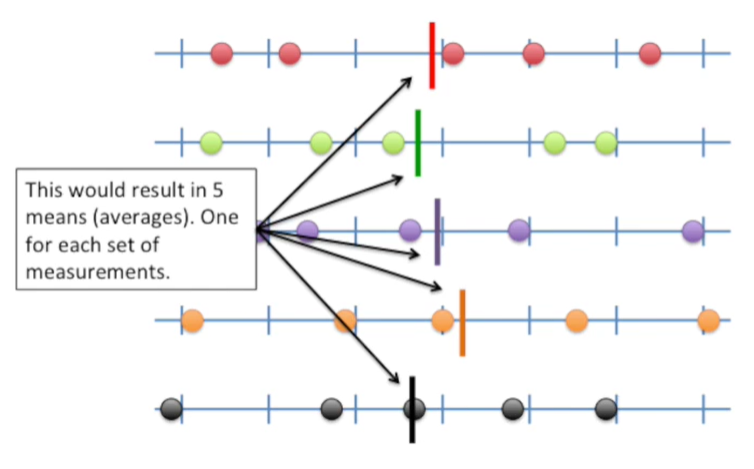 This would result in 5
means (averages). One
for each set of
measurements.